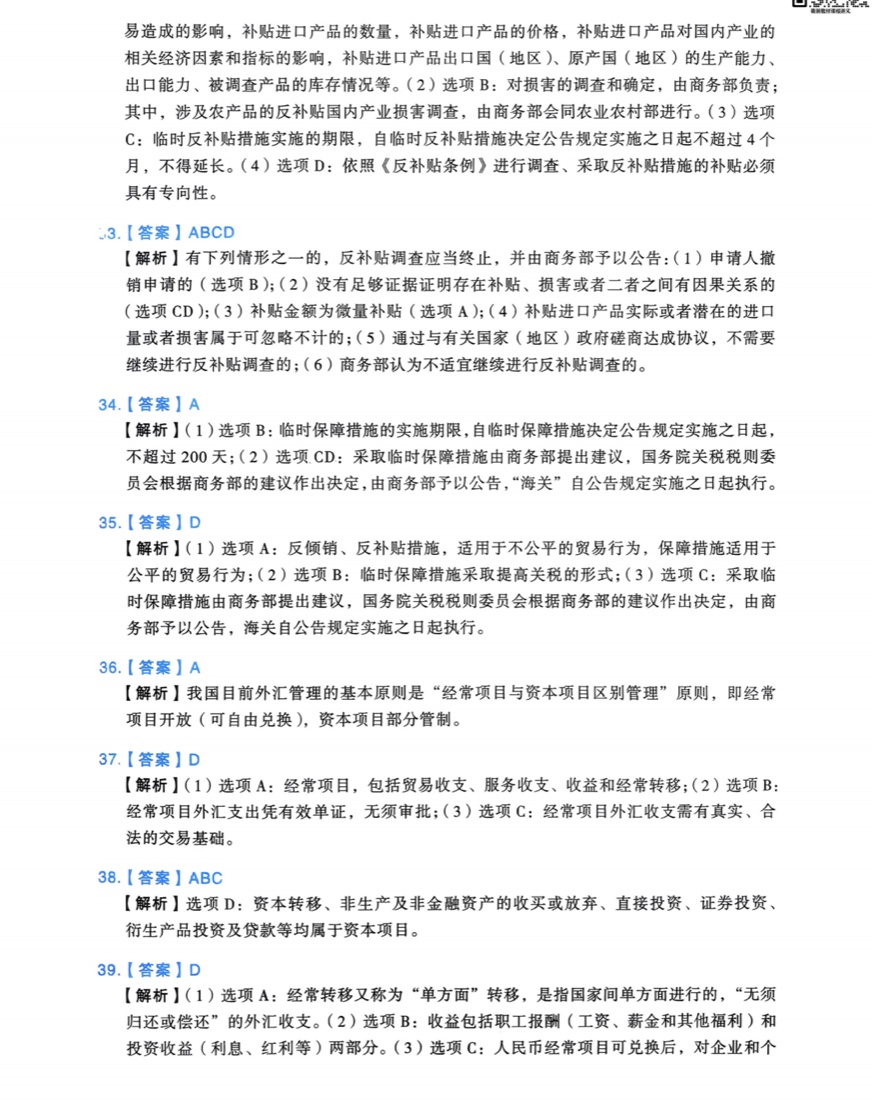 易造成的影响，补贴进口产品的数量，补贴进口产品的价格，补贴进口产品对国内产业的
相关经济因素和指标的影响，补贴进口产品出口国（地区）、原产国（地区）的生产能力、
出口能力、被调查产品的库存情况等。（2）选项 B：对损害的调查和确定，由商务部负责；
其中，涉及农产品的反补贴国内产业损害调查，由商务部会同农业农村部进行。（3）选项
C：临时反补贴措施实施的期限，自临时反补贴措施决定公告规定实施之日起不超过 4 个
月，不得延长。（4）选项 D：依照《反补贴条例》进行调查、采取反补贴措施的补贴必须
具有专向性。
3.【答案】ABCD
【解析】有下列情形之一的，反补贴调查应当终止，并由商务部予以公告：（1）申请人撤
销申请的（选项 B）；（2）没有足够证据证明存在补贴、损害或者二者之间有因果关系的
（选项 CD）；（3）补贴金额为微量补贴（选项 A）；（4）补贴进口产品实际或者潜在的进口
量或者损害属于可忽略不计的；（5）通过与有关国家（地区）政府磋商达成协议，不需要
继续进行反补贴调查的；（6）商务部认为不适宜继续进行反补贴调查的。
34.【答案】A
【解析】（1）选项 B：临时保障措施的实施期限，自临时保障措施决定公告规定实施之日起，
不超过 200 天；（2）选项 CD：采取临时保障措施由商务部提出建议，国务院关税税则委
员会根据商务部的建议作出决定，由商务部予以公告，“海关”自公告规定实施之日起执行。
35.【答案】D
【解析】（1）选项 A：反倾销、反补贴措施，适用于不公平的贸易行为，保障措施适用于
公平的贸易行为；（2）选项 B：临时保障措施采取提高关税的形式；（3）选项 C：采取临
时保障措施由商务部提出建议，国务院关税税则委员会根据商务部的建议作出决定，由商
务部予以公告，海关自公告规定实施之日起执行。
36.【答案】A
【解析】我国目前外汇管理的基本原则是“经常项目与资本项目区别管理”原则，即经常
项目开放（可自由兑换），资本项目部分管制。
37.【答案】D
【解析】（1）选项 A：经常项目，包括贸易收支、服务收支、收益和经常转移；（2）选项 B：
经常项目外汇支出凭有效单证，无须审批；（3）选项 C：经常项目外汇收支需有真实、合
法的交易基础。
38.【答案】ABC
【解析】选项 D：资本转移、非生产及非金融资产的收买或放弃、直接投资、证券投资、
衍生产品投资及贷款等均属于资本项目。
39.【答案】D
【解析】（1）选项 A：经常转移又称为“单方面”转移，是指国家间单方面进行的，“无须
归还或偿还”的外汇收支。（2）选项 B：收益包括职工报酬（工资、薪金和其他福利）和
投资收益（利息、红利等）两部分。（3）选项 C：人民币经常项目可兑换后，对企业和个